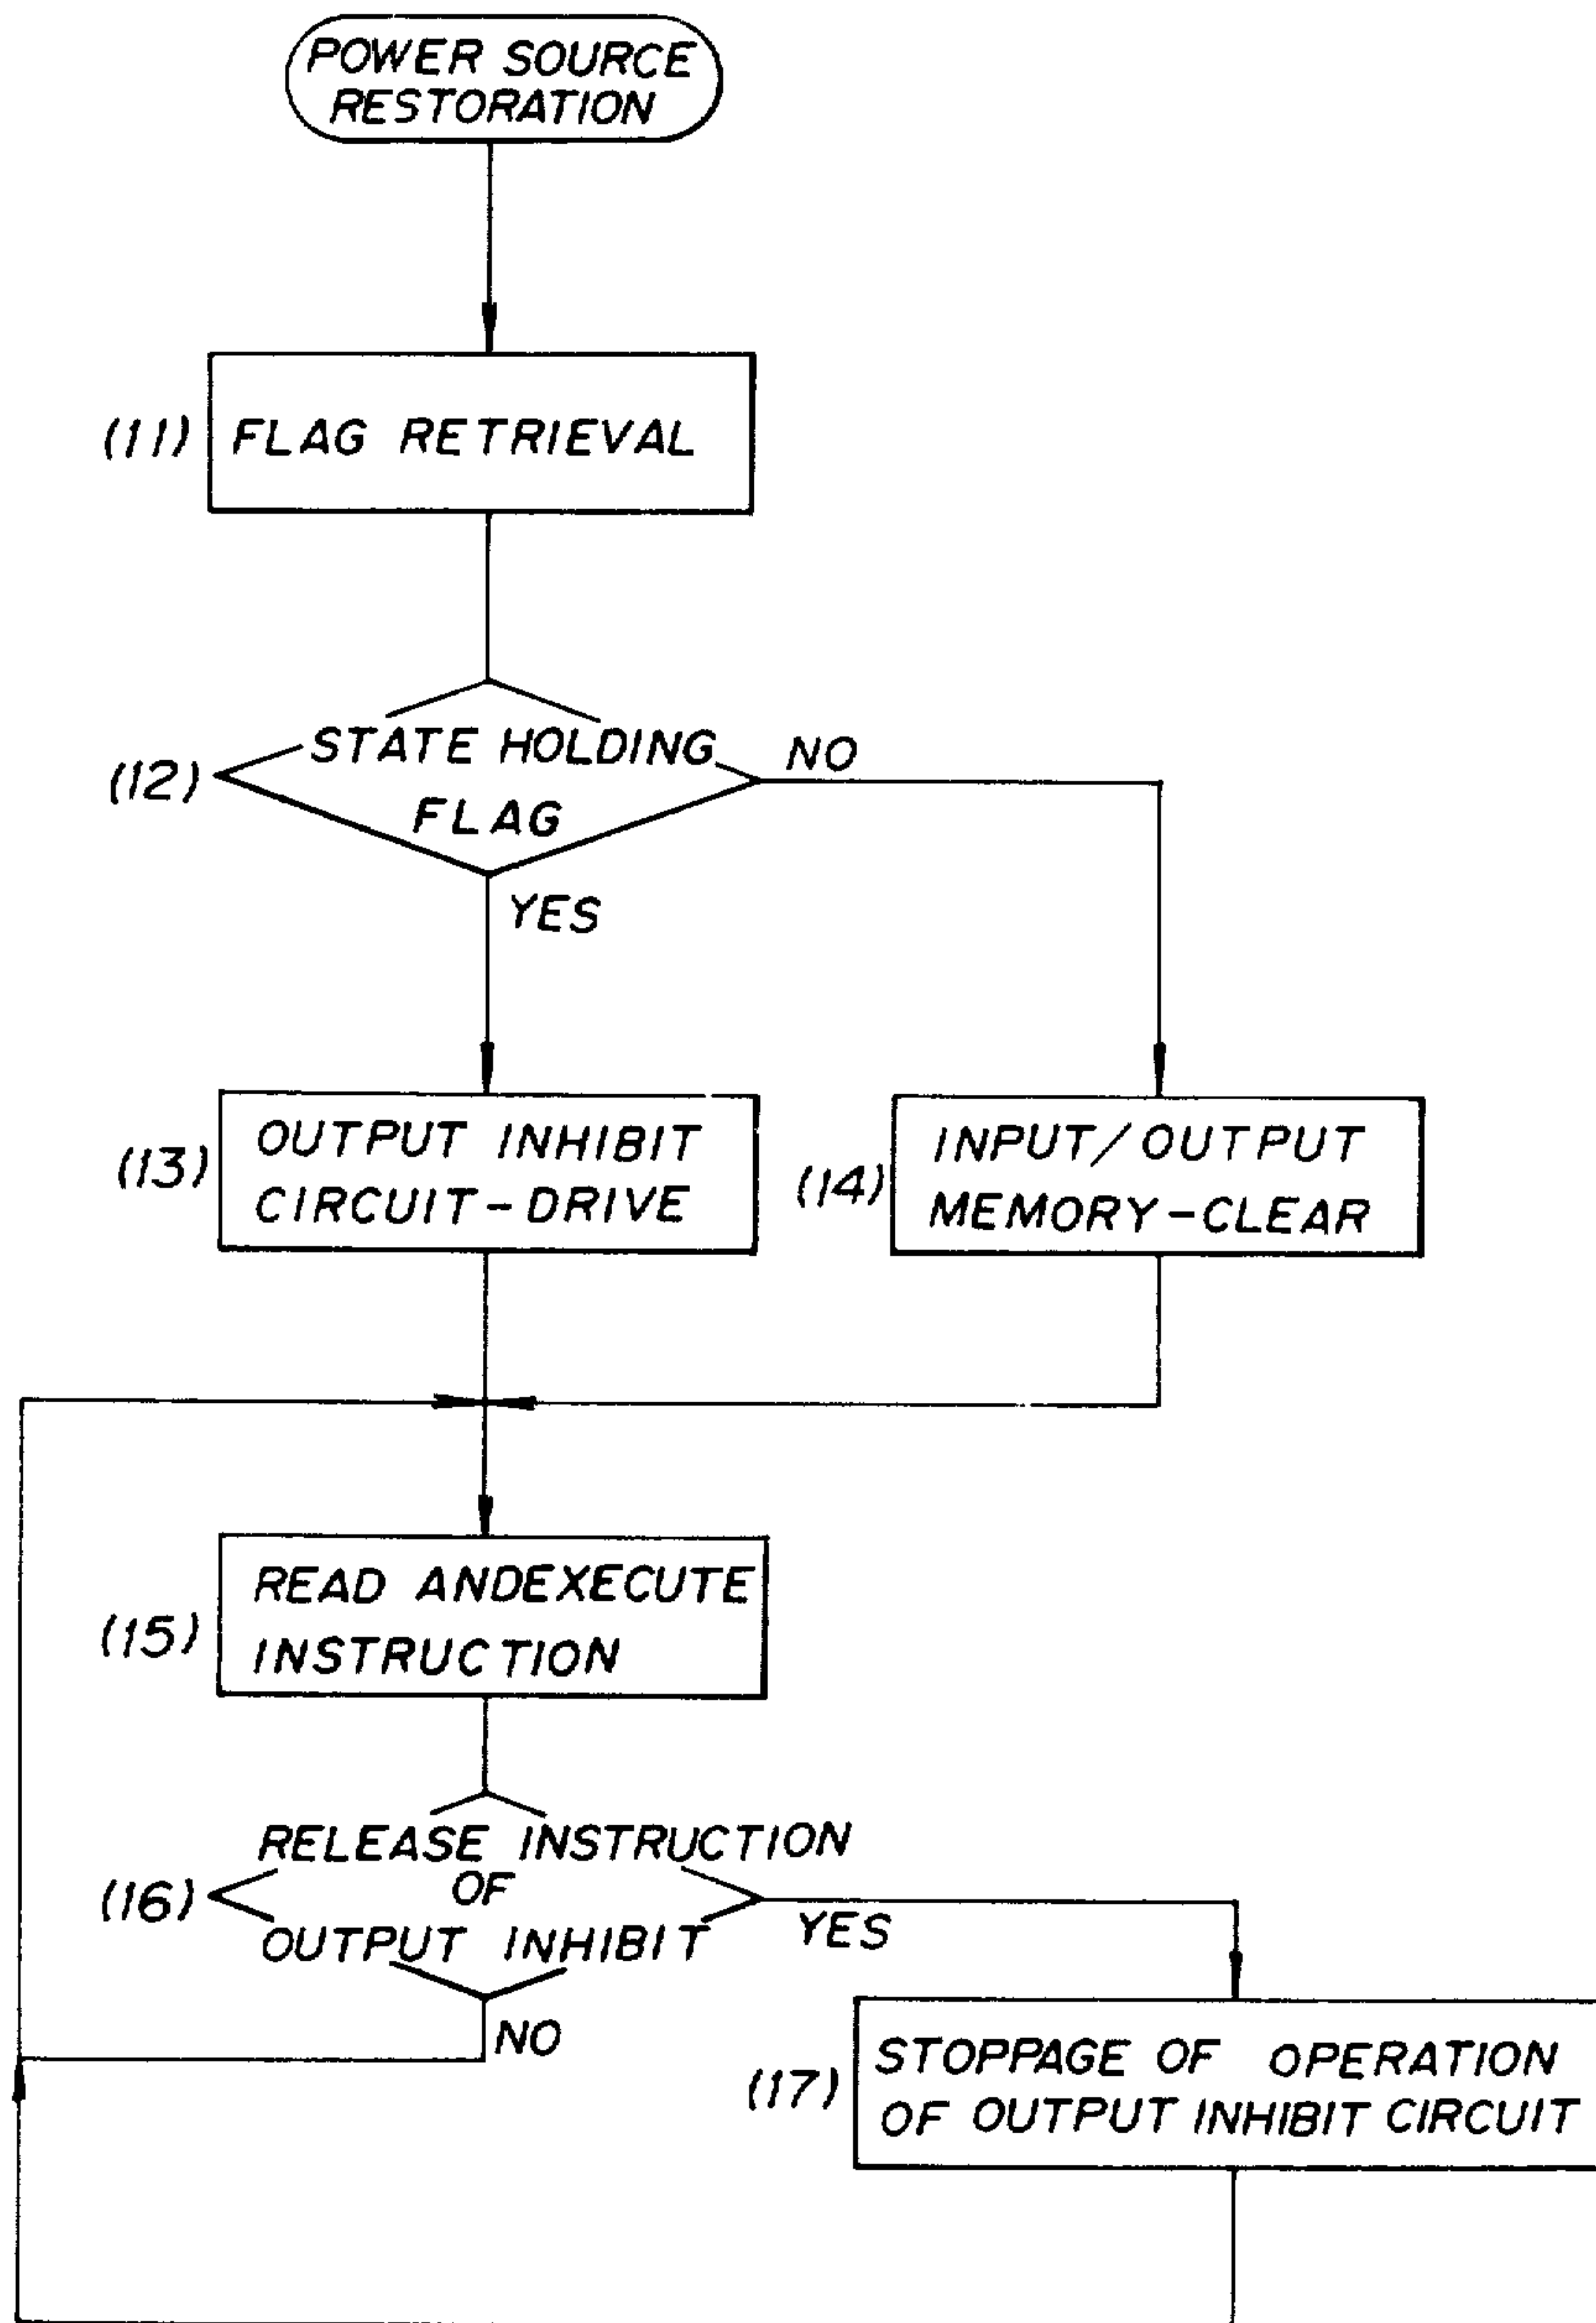 POWER SOURCE
RESTORATION
(11) FLAG RETRIEVAL
(12) STATE HOLDING
FLAG
NO
YES
(13) OUTPUT INHIBIT
CIRCUIT-DRIVE
(14) INPUT/OUTPUT
MEMORY-CLEAR
(15) READ ANDEXECUTE
INSTRUCTION
(16) RELEASE INSTRUCTION
OF
OUTPUT INHIBIT
YES
NO
(17) STOPPAGE OF OPERATION
OF OUTPUT INHIBIT CIRCUIT